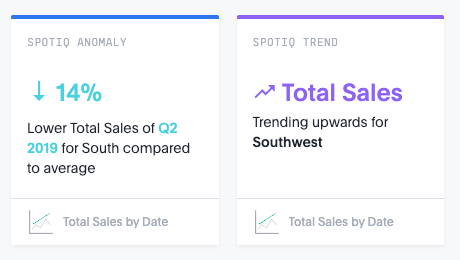 SPOTIQ ANOMALY
↓ 14%
Lower Total Sales of Q2
2019 for South compared
to average
Total Sales by Date
SPOTIQ TREND
Total Sales
Trending upwards for
Southwest
Total Sales by Date